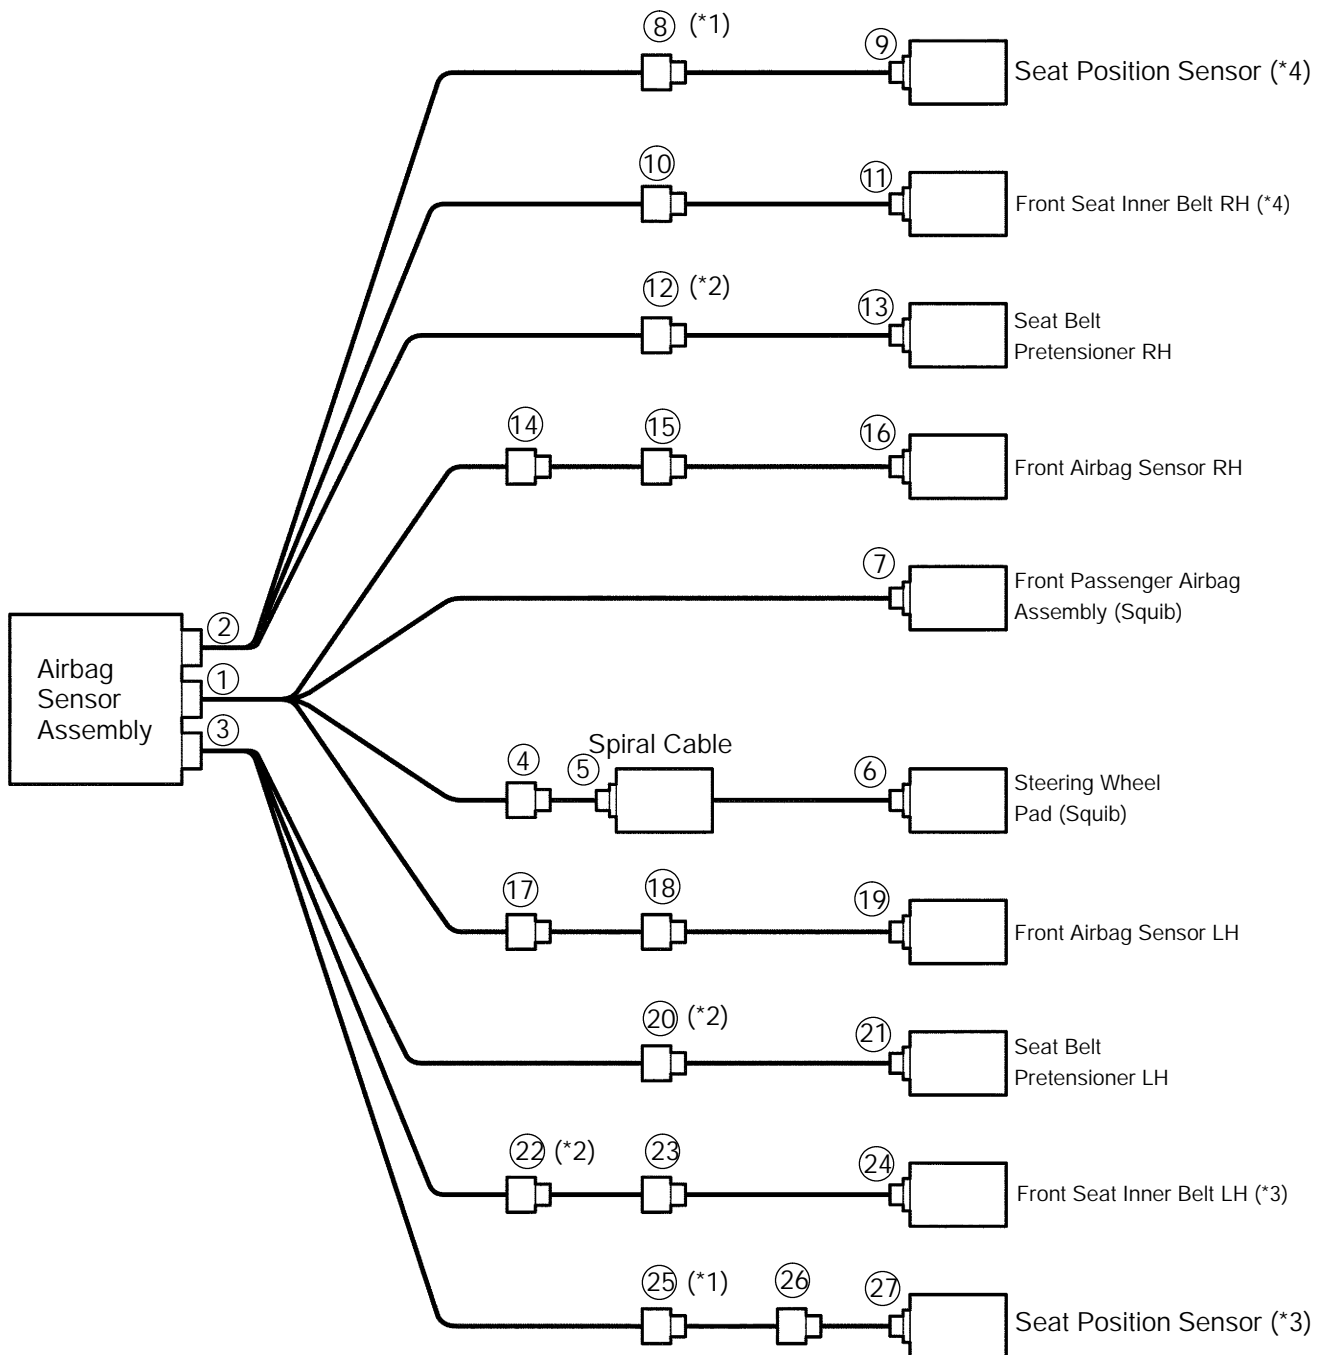 8 (*1)
9
Seat Position Sensor (*4)
10
11
Front Seat Inner Belt RH (*4)
12 (*2)
13
Seat Belt
Pretensioner RH
14
15
16
Front Airbag Sensor RH
7
Front Passenger Airbag
Assembly (Squib)
2
1
3
Airbag
Sensor
Assembly
Spiral Cable
4
5
6
Steering Wheel
Pad (Squib)
17
18
19
Front Airbag Sensor LH
20 (*2)
21
Seat Belt
Pretensioner LH
22 (*2)
23
24
Front Seat Inner Belt LH (*3)
25 (*1)
26
27
Seat Position Sensor (*3)